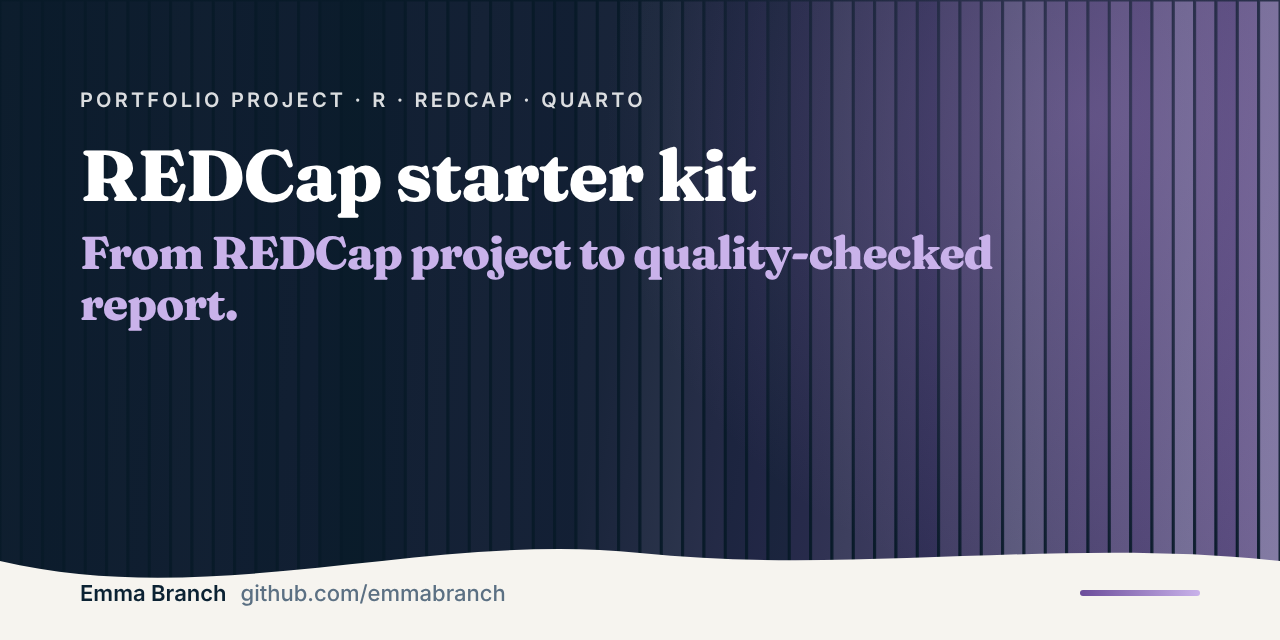 PORTFOLIO PROJECT · R · REDCAP · QUARTO
REDCap starter kit
From REDCap project to quality-checked
report.
Emma Branch github.com/emmabranch